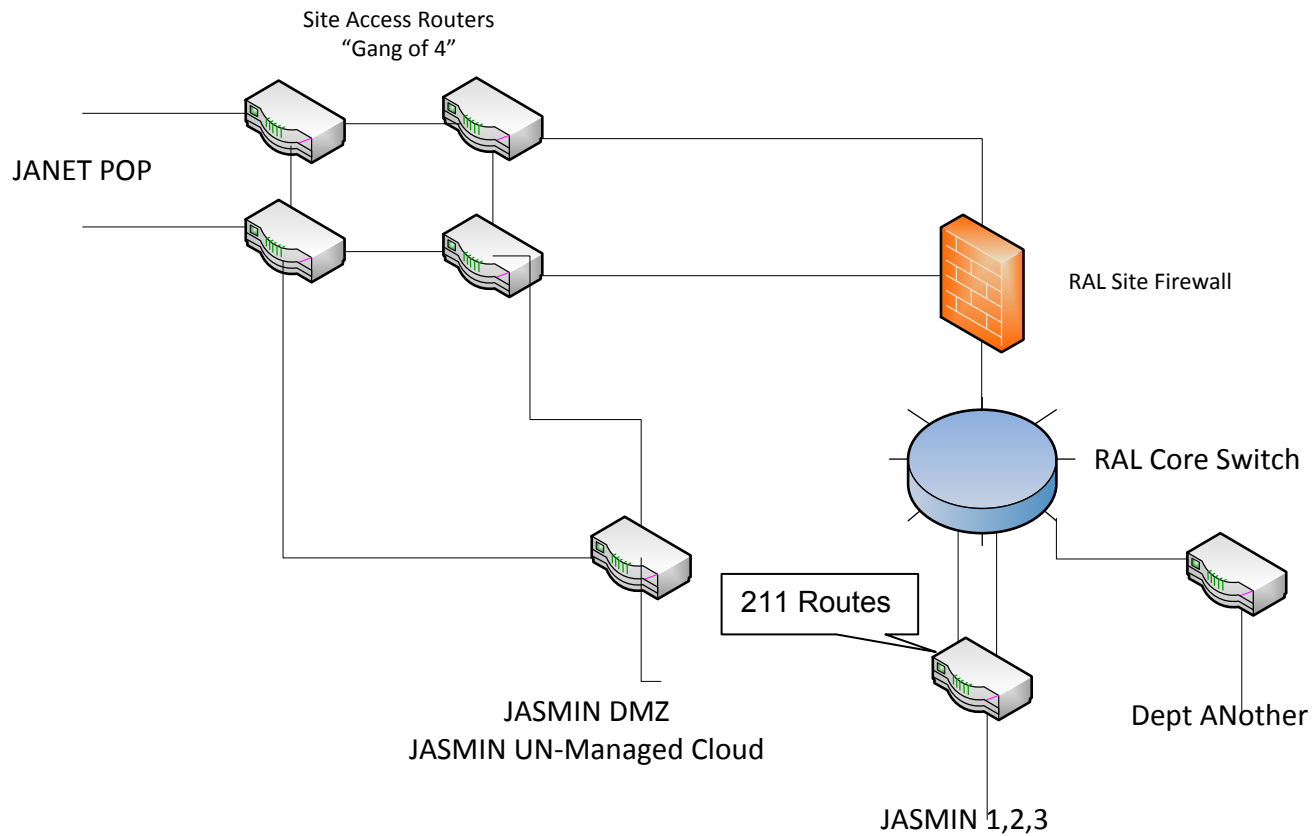 Site Access Routers
“Gang of 4”
JANET POP
RAL Site Firewall
RAL Core Switch
211 Routes
JASMIN DMZ
JASMIN UN-Managed Cloud
Dept ANother
JASMIN 1,2,3